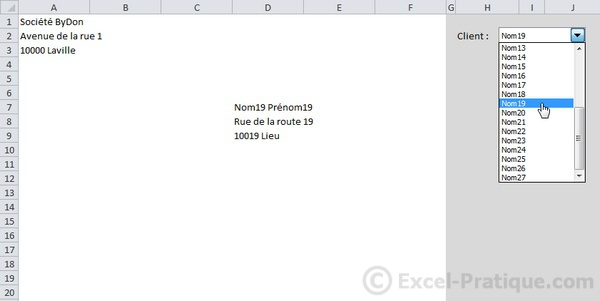 A B C D E F G H I J
1 Société ByDon Client : Nom19
2 Avenue de la rue 1 Nom13
3 10000 Laville Nom14
4 Nom15
5 Nom16
6 Nom17
7 Nom19 Prénom19 Nom18
8 Rue de la route 19 Nom19
9 10019 Lieu Nom20
10 Nom21
11 Nom22
12 Nom23
13 Nom24
14 Nom25
15 Nom26
16 Nom27
17
18
19
20
© Excel-Pratique.com